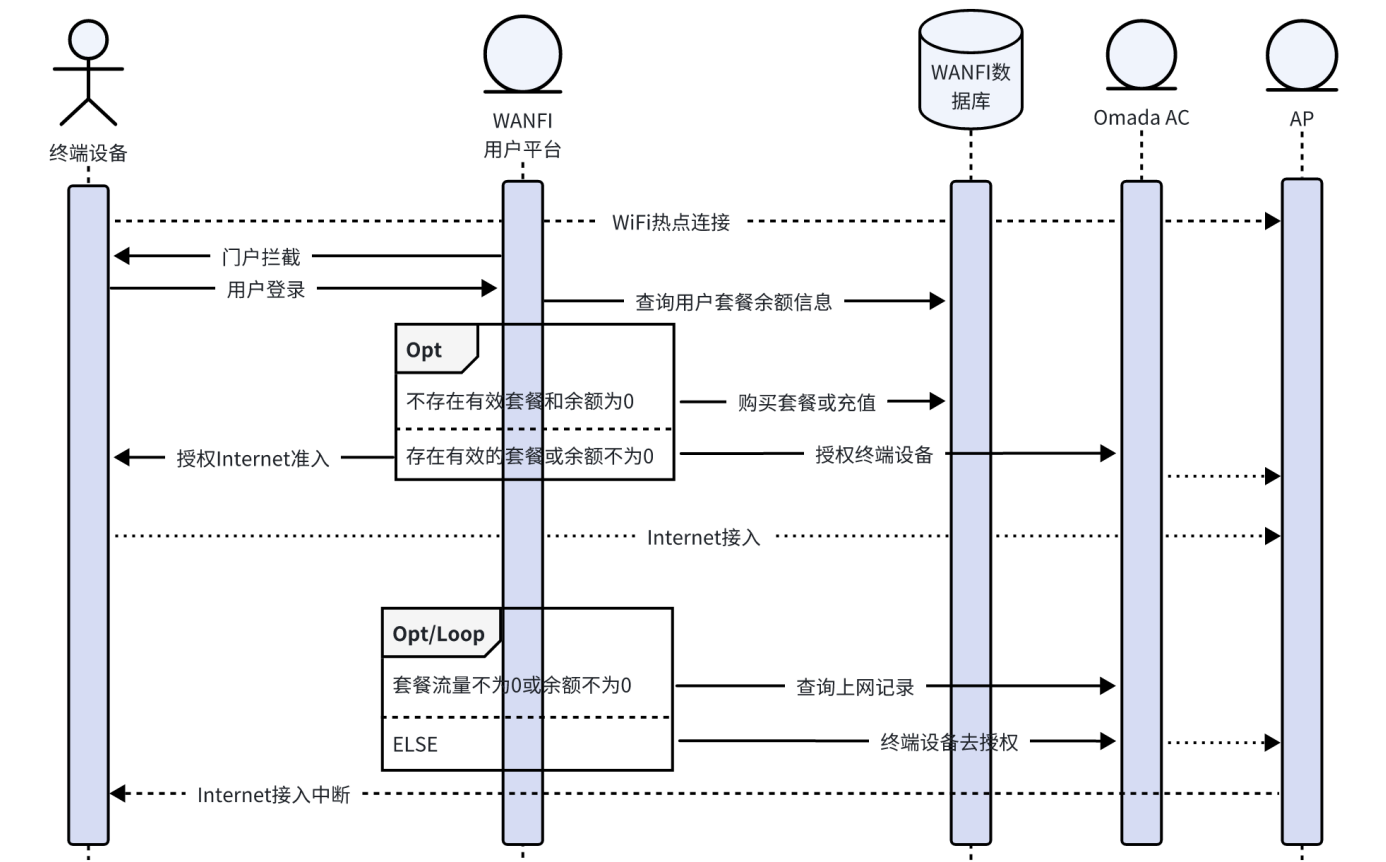 终端设备
WANFI
用户平台
WANFI数
据库
Omada AC
AP
WiFi热点连接
门户拦截
用户登录
查询用户套餐余额信息
Opt
不存在有效套餐和余额为0
购买套餐或充值
授权Internet准入
存在有效的套餐或余额不为0
授权终端设备
Internet接入
Opt/Loop
套餐流量不为0或余额不为0
查询上网记录
ELSE
终端设备去授权
Internet接入中断